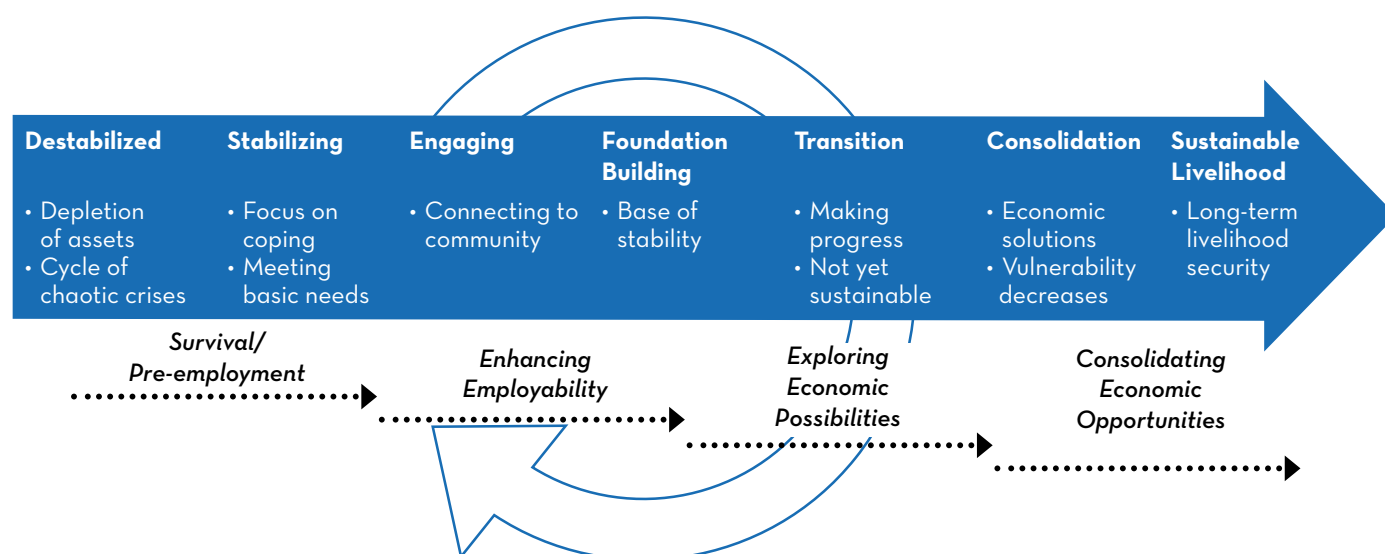 Destabilized
• Depletion
of assets
• Cycle of
chaotic crises
Stabilizing
• Focus on
coping
• Meeting
basic needs
Engaging
• Connecting to
community
Foundation
Building
• Base of
stability
Transition
• Making
progress
• Not yet
sustainable
Consolidation
• Economic
solutions
• Vulnerability
decreases
Sustainable
Livelihood
• Long-term
livelihood
security
Survival/
Pre-employment
Enhancing
Employability
Exploring
Economic
Possibilities
Consolidating
Economic
Opportunities